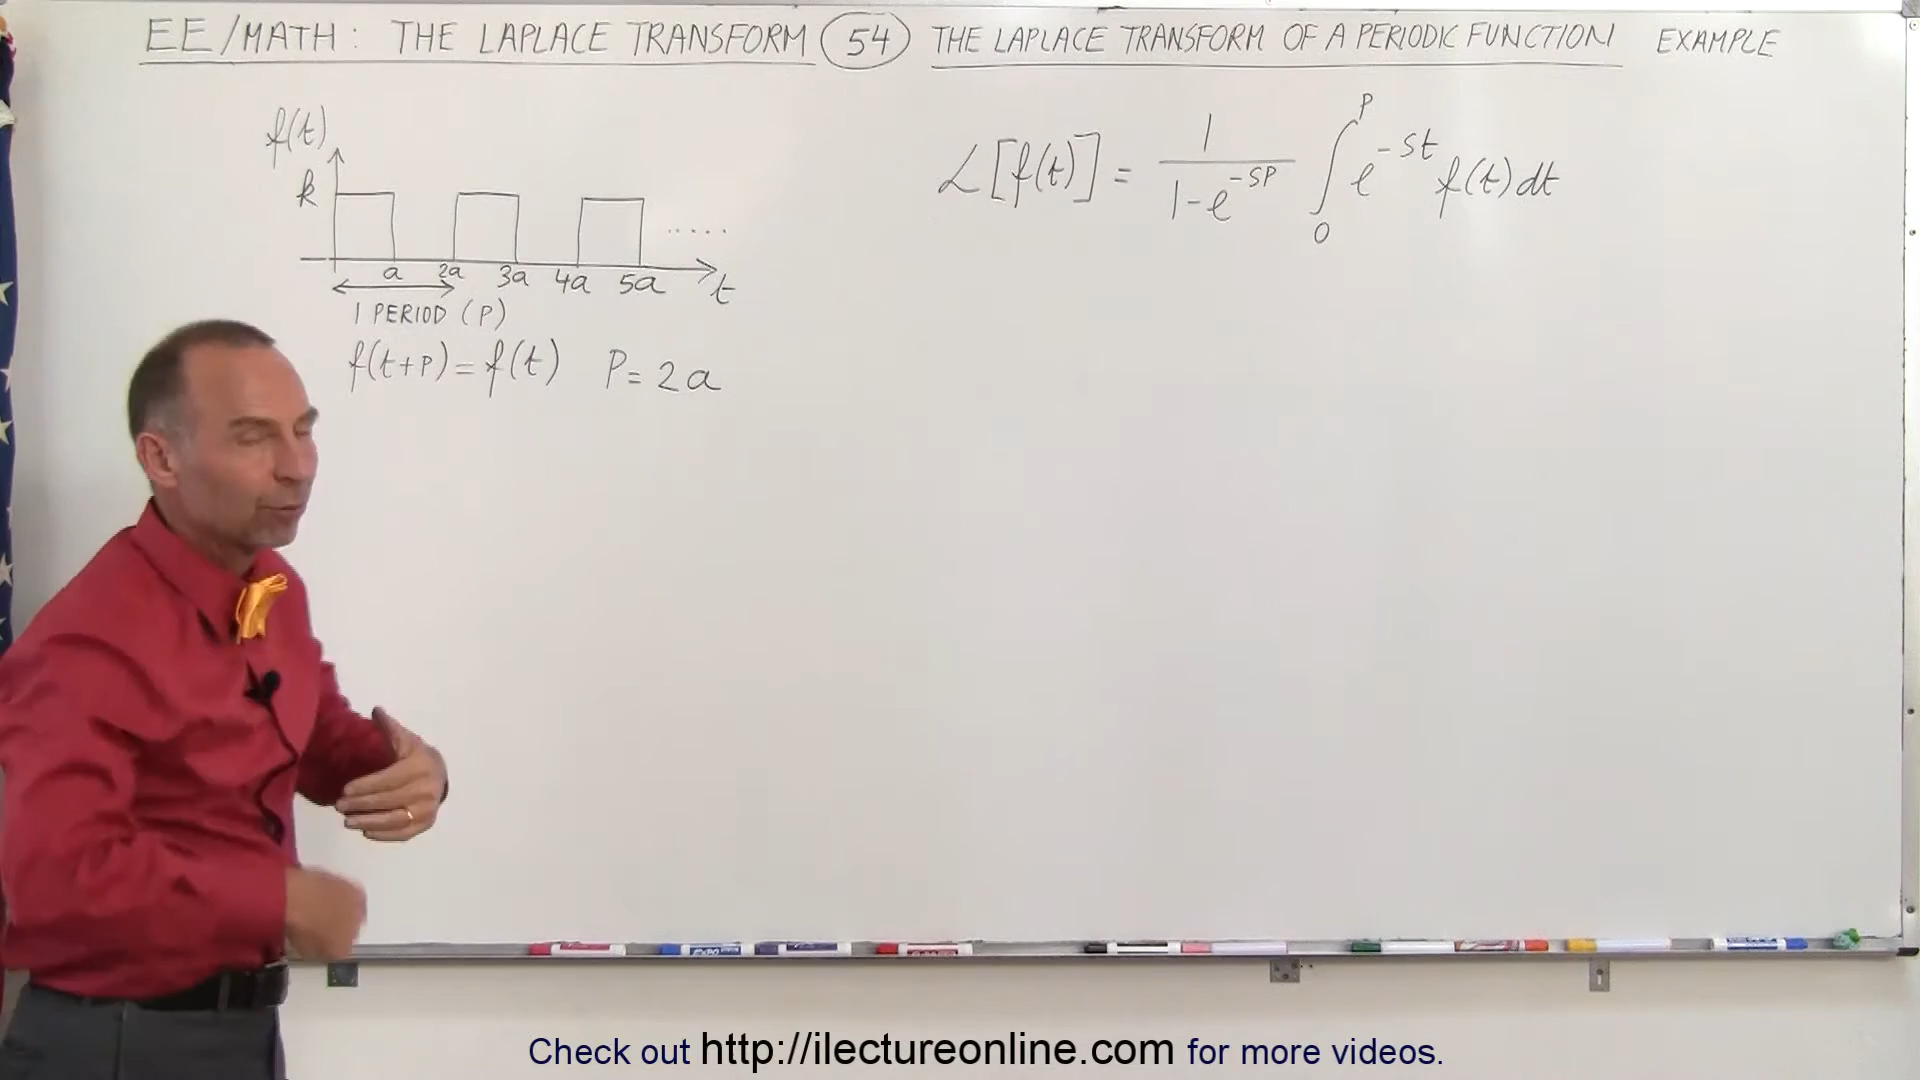 EE/MATH: THE LAPLACE TRANSFORM 54 THE LAPLACE TRANSFORM OF A PERIODIC FUNCTION EXAMPLE
f(t)
k
a 2a 3a 4a 5a t
1 PERIOD (P)
f(t+P) = f(t) P = 2a
ℒ[f(t)] = 1/(1-e^{-sP}) ∫_0^P e^{-st} f(t) dt
EXPO
Check out http://ilectureonline.com for more videos.